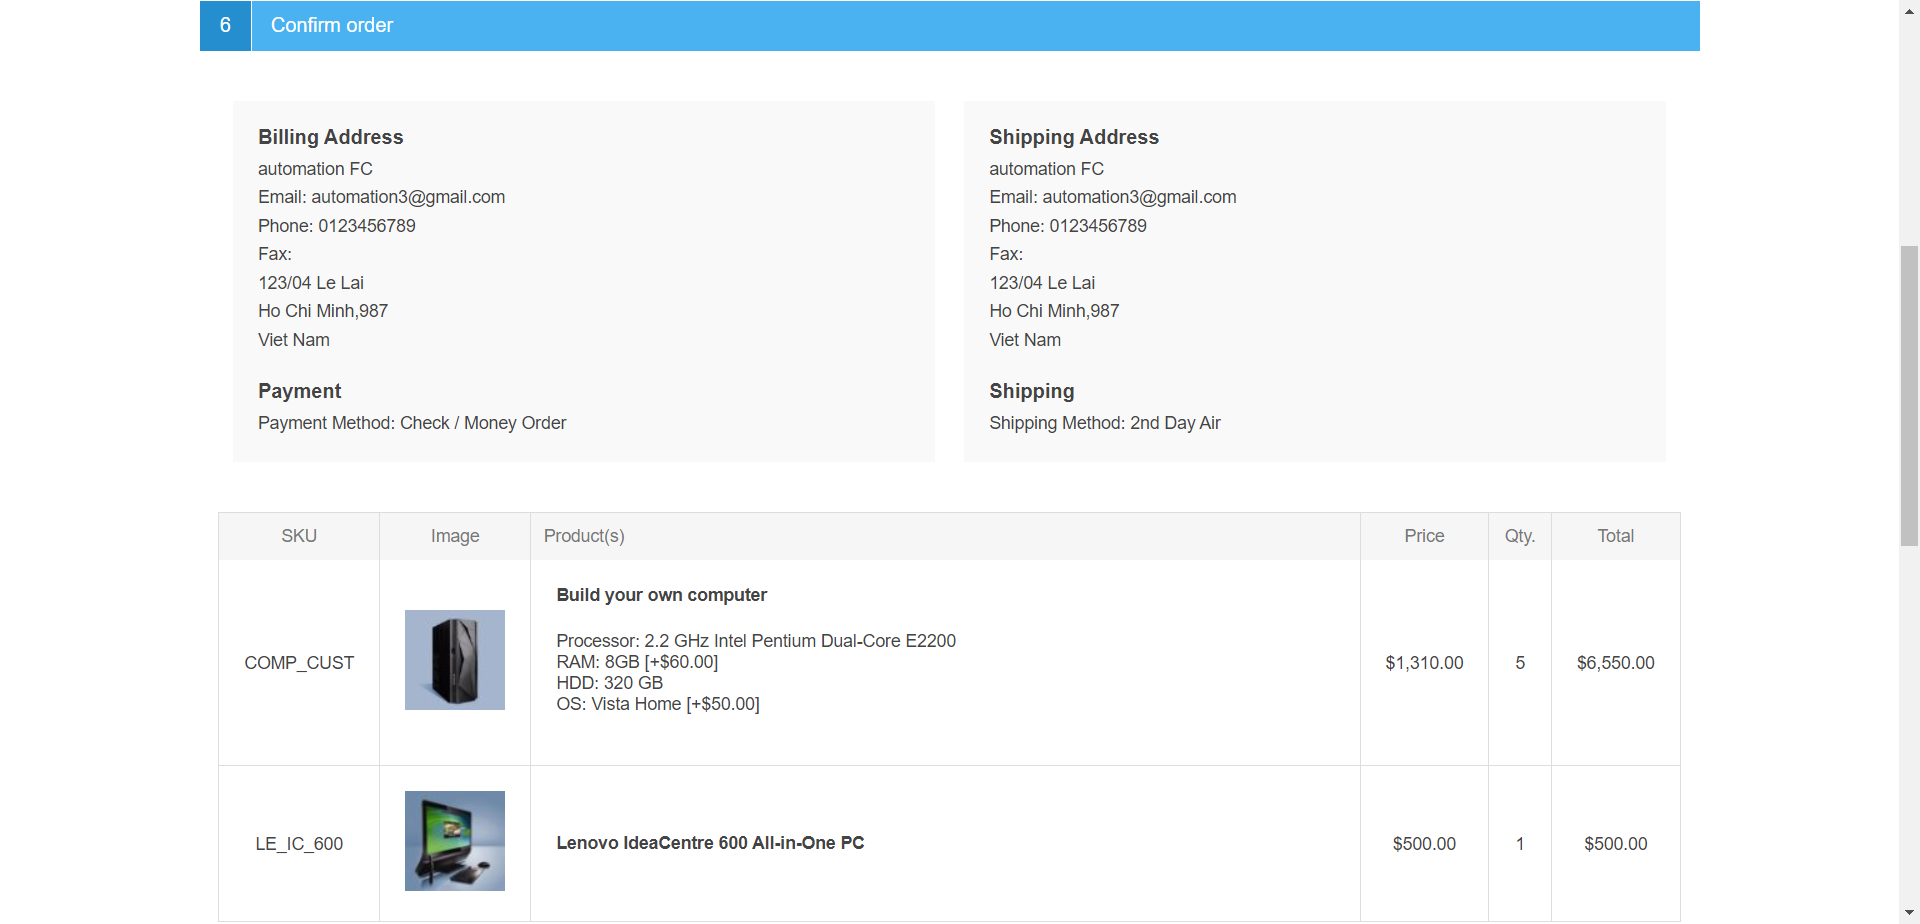 6 Confirm order
Billing Address
automation FC
Email: automation3@gmail.com
Phone: 0123456789
Fax:
123/04 Le Lai
Ho Chi Minh,987
Viet Nam
Payment
Payment Method: Check / Money Order
Shipping Address
automation FC
Email: automation3@gmail.com
Phone: 0123456789
Fax:
123/04 Le Lai
Ho Chi Minh,987
Viet Nam
Shipping
Shipping Method: 2nd Day Air
SKU Image Product(s) Price Qty. Total
Build your own computer
Processor: 2.2 GHz Intel Pentium Dual-Core E2200
RAM: 8GB [+$60.00]
HDD: 320 GB
OS: Vista Home [+$50.00]
COMP_CUST $1,310.00 5 $6,550.00
LE_IC_600 Lenovo IdeaCentre 600 All-in-One PC $500.00 1 $500.00